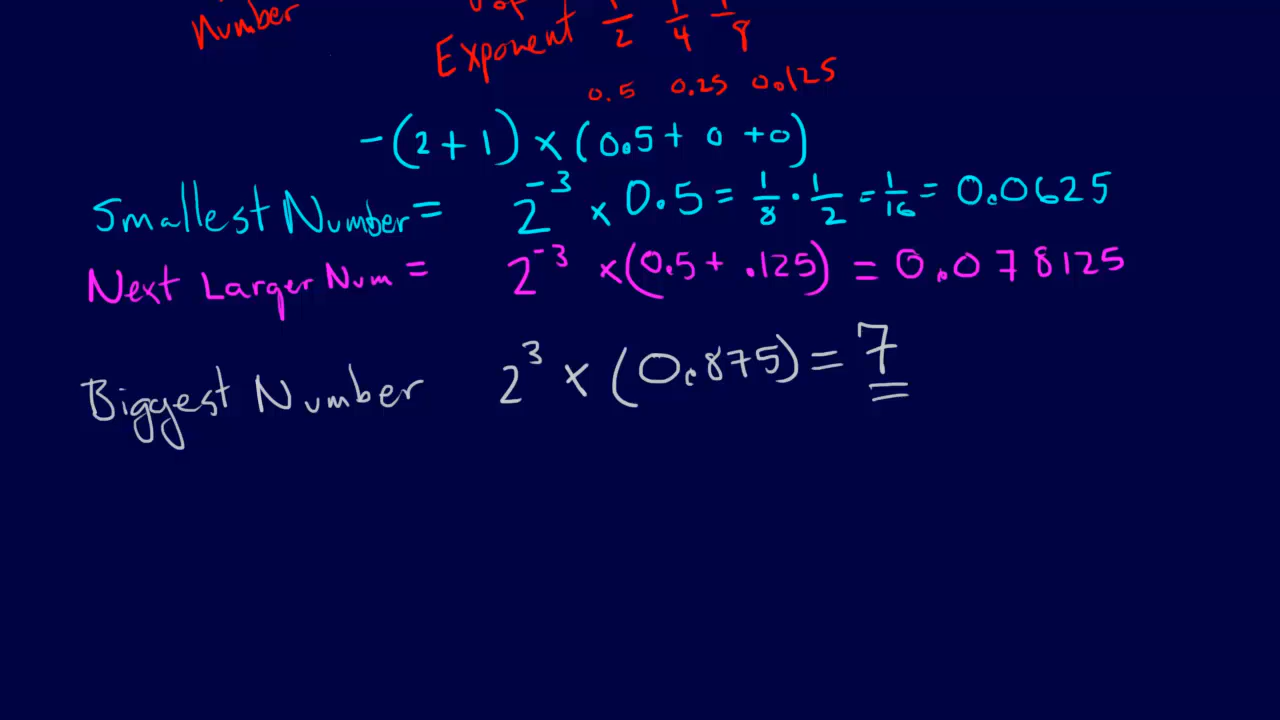 Number
Exponent 1/2 1/4 1/8
0.5 0.25 0.125
-(2+1) × (0.5 + 0 + 0)
Smallest Number = 2^-3 × 0.5 = 1/8 · 1/2 = 1/16 = 0.0625
Next Larger Num = 2^-3 × (0.5 + .125) = 0.078125
Biggest Number 2^3 × (0.875) = 7